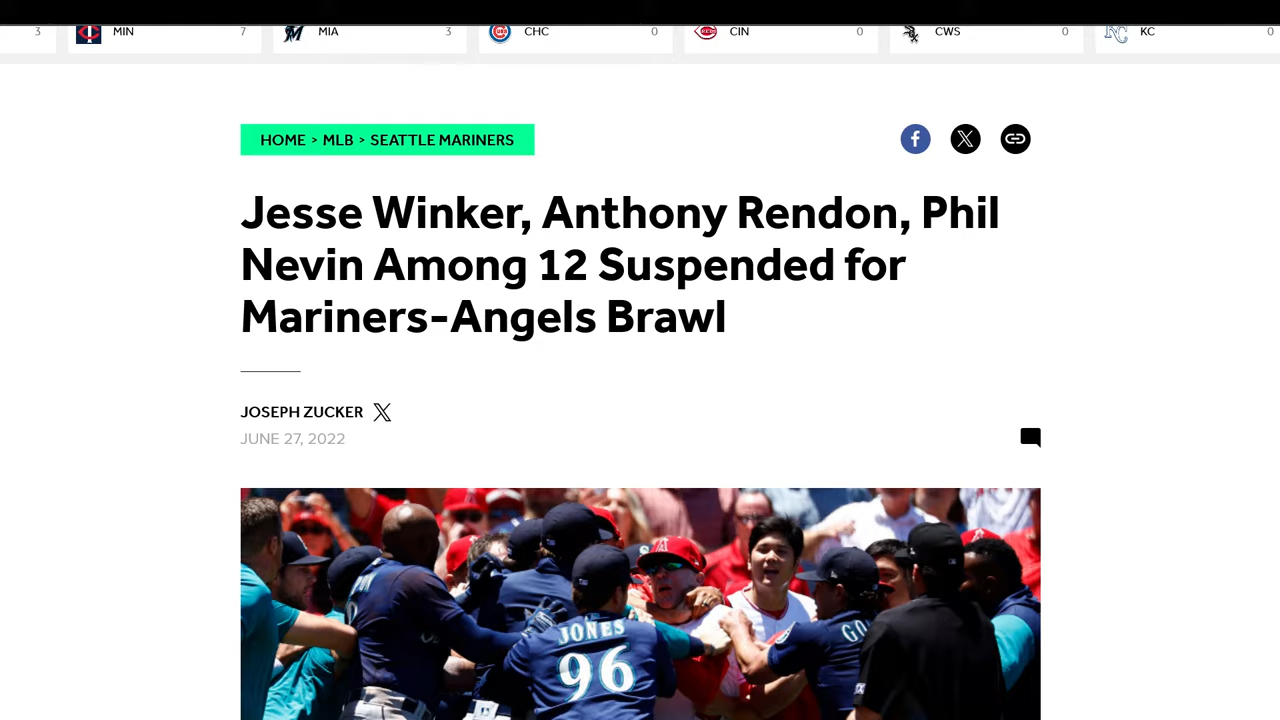 3 MIN 7 MIA 3 CHC 0 CIN 0 CWS 0 KC 0
HOME > MLB > SEATTLE MARINERS
Jesse Winker, Anthony Rendon, Phil
Nevin Among 12 Suspended for
Mariners-Angels Brawl
JOSEPH ZUCKER
JUNE 27, 2022
JONES
96
GO